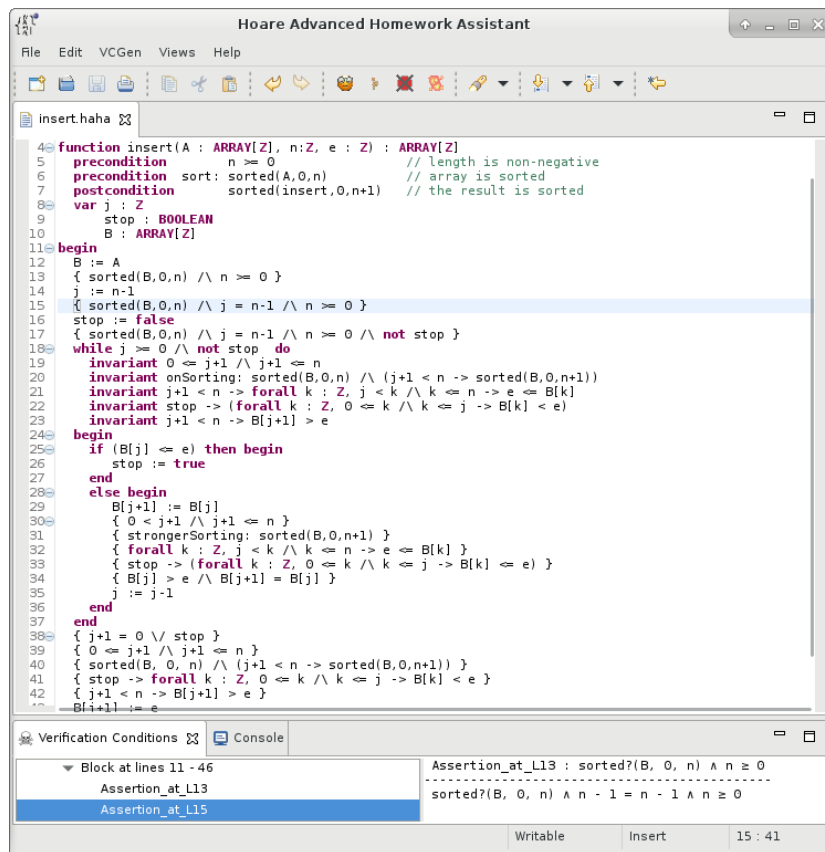 Hoare Advanced Homework Assistant
File Edit VCGen Views Help
insert.haha
4 function insert(A : ARRAY[Z], n:Z, e : Z) : ARRAY[Z]
5 precondition n >= 0 // length is non-negative
6 precondition sort: sorted(A,0,n) // array is sorted
7 postcondition sorted(insert,0,n+1) // the result is sorted
8 var j : Z
9 stop : BOOLEAN
10 B : ARRAY[Z]
11 begin
12 B := A
13 { sorted(B,0,n) /\ n >= 0 }
14 j := n-1
15 { sorted(B,0,n) /\ j = n-1 /\ n >= 0 }
16 stop := false
17 { sorted(B,0,n) /\ j = n-1 /\ n >= 0 /\ not stop }
18 while j >= 0 /\ not stop do
19 invariant 0 <= j+1 /\ j+1 <= n
20 invariant onSorting: sorted(B,0,n) /\ (j+1 < n -> sorted(B,0,n+1))
21 invariant j+1 < n -> forall k : Z, j < k /\ k <= n -> e <= B[k]
22 invariant stop -> (forall k : Z, 0 <= k /\ k <= j -> B[k] < e)
23 invariant j+1 < n -> B[j+1] > e
24 begin
25 if (B[j] <= e) then begin
26 stop := true
27 end
28 else begin
29 B[j+1] := B[j]
30 { 0 < j+1 /\ j+1 <= n }
31 { strongerSorting: sorted(B,0,n+1) }
32 { forall k : Z, j < k /\ k <= n -> e <= B[k] }
33 { stop -> (forall k : Z, 0 <= k /\ k <= j -> B[k] <= e) }
34 { B[j] > e /\ B[j+1] = B[j] }
35 j := j-1
36 end
37 end
38 { j+1 = 0 \/ stop }
39 { 0 <= j+1 /\ j+1 <= n }
40 { sorted(B, 0, n) /\ (j+1 < n -> sorted(B,0,n+1)) }
41 { stop -> forall k : Z, 0 <= k /\ k <= j -> B[k] < e }
42 { j+1 < n -> B[j+1] > e }
B[j+1] := e
Verification Conditions Console
Block at lines 11 - 46
Assertion_at_L13
Assertion_at_L15
Assertion_at_L13 : sorted?(B, 0, n) ∧ n ≥ 0
sorted?(B, 0, n) ∧ n - 1 = n - 1 ∧ n ≥ 0
Writable Insert 15 : 41